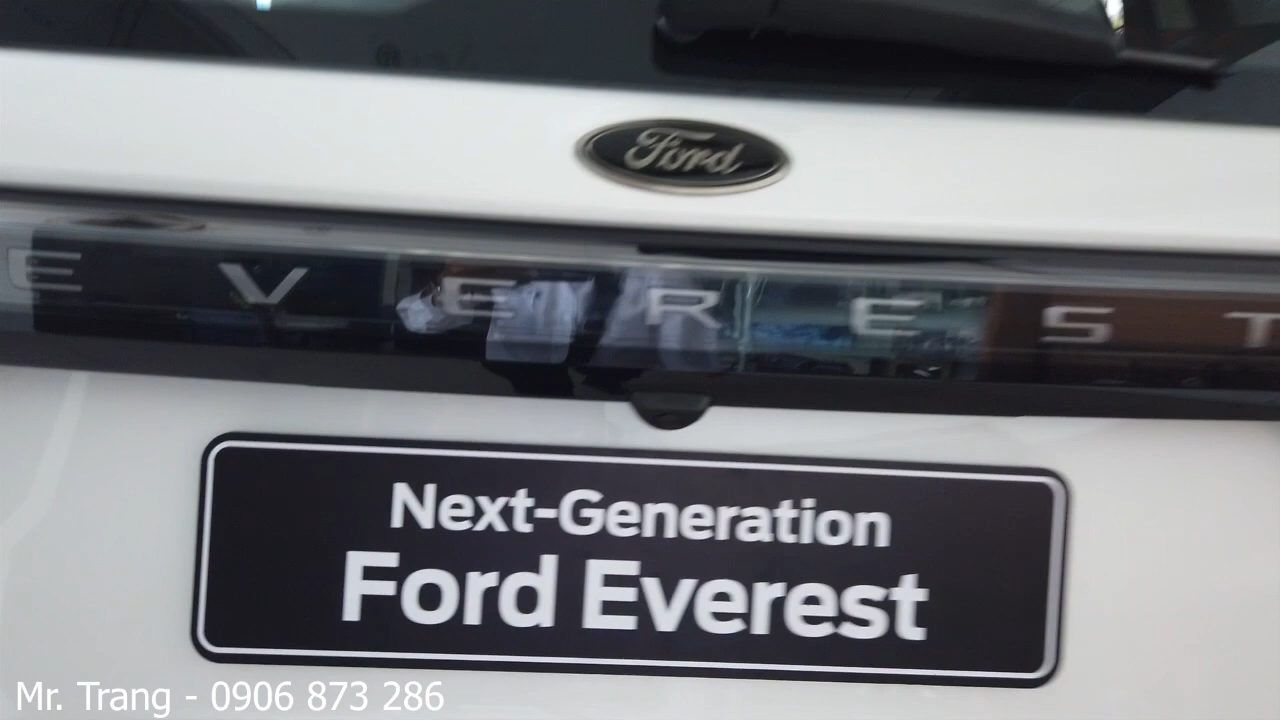 Ford
EVEREST
Next-Generation
Ford Everest
Mr. Trang - 0906 873 286